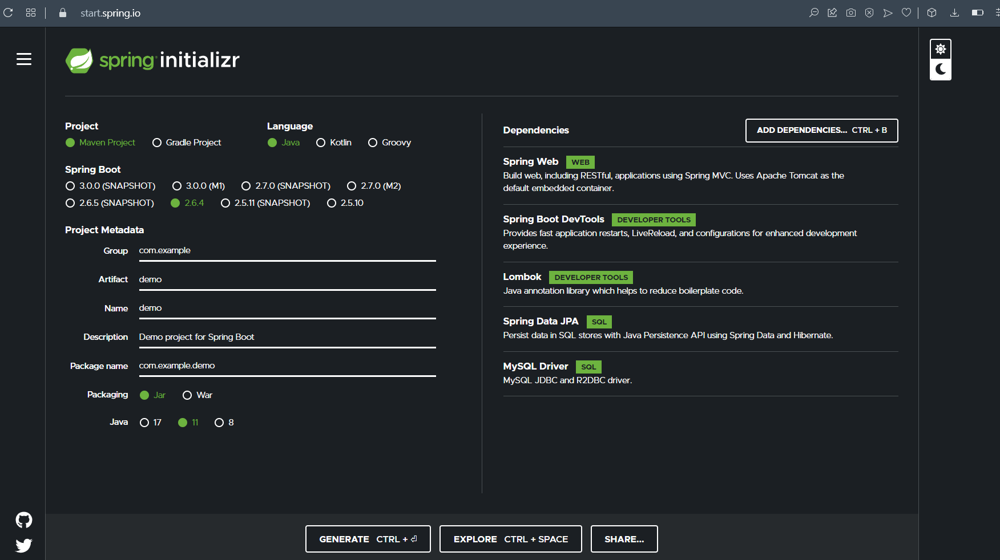 start.spring.io
spring initializr
Project
Maven Project Gradle Project
Language
Java Kotlin Groovy
Spring Boot
3.0.0 (SNAPSHOT) 3.0.0 (M1) 2.7.0 (SNAPSHOT) 2.7.0 (M2)
2.6.5 (SNAPSHOT) 2.6.4 2.5.11 (SNAPSHOT) 2.5.10
Project Metadata
Group com.example
Artifact demo
Name demo
Description Demo project for Spring Boot
Package name com.example.demo
Packaging Jar War
Java 17 11 8
Dependencies ADD DEPENDENCIES... CTRL + B
Spring Web WEB
Build web, including RESTful, applications using Spring MVC. Uses Apache Tomcat as the
default embedded container.
Spring Boot DevTools DEVELOPER TOOLS
Provides fast application restarts, LiveReload, and configurations for enhanced development
experience.
Lombok DEVELOPER TOOLS
Java annotation library which helps to reduce boilerplate code.
Spring Data JPA SQL
Persist data in SQL stores with Java Persistence API using Spring Data and Hibernate.
MySQL Driver SQL
MySQL JDBC and R2DBC driver.
GENERATE CTRL + ⏎ EXPLORE CTRL + SPACE SHARE...